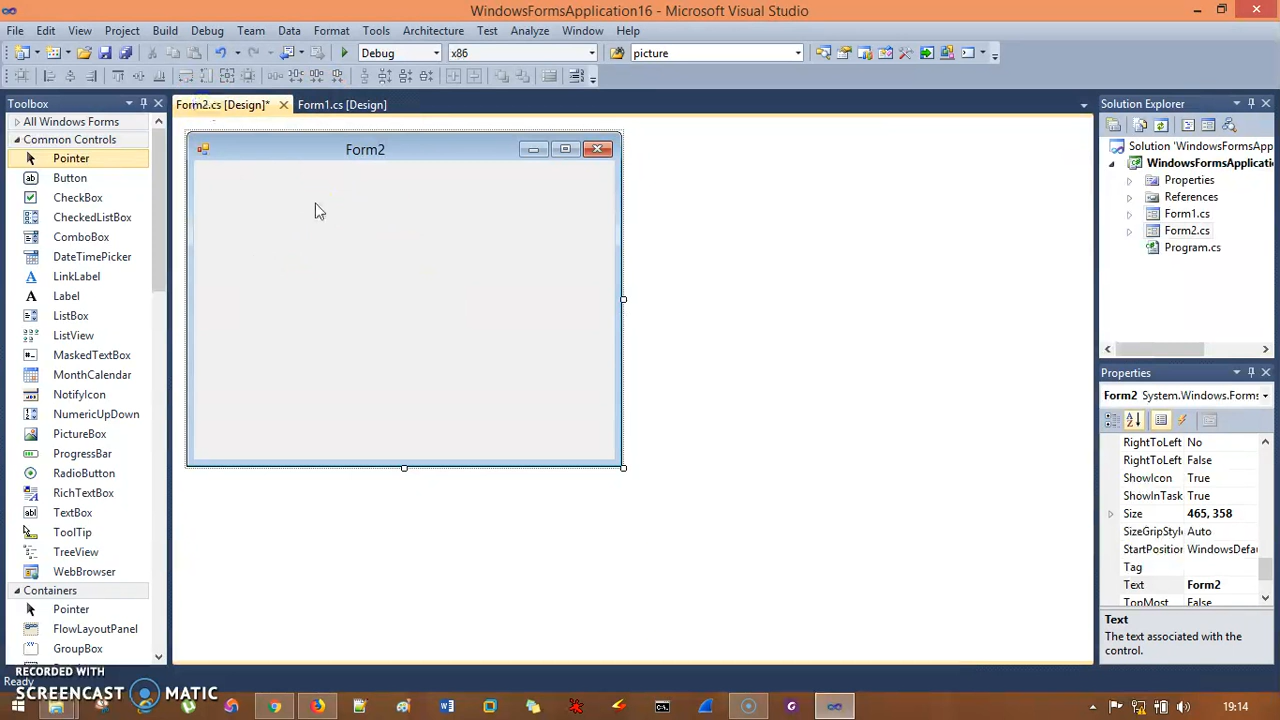 WindowsFormsApplication16 - Microsoft Visual Studio
File Edit View Project Build Debug Team Data Format Tools Architecture Test Analyze Window Help
Debug x86 picture
Toolbox
Form2.cs [Design]* Form1.cs [Design]
Solution Explorer
All Windows Forms
Common Controls
Pointer
Button
CheckBox
CheckedListBox
ComboBox
DateTimePicker
LinkLabel
Label
ListBox
ListView
MaskedTextBox
MonthCalendar
NotifyIcon
NumericUpDown
PictureBox
ProgressBar
RadioButton
RichTextBox
TextBox
ToolTip
TreeView
WebBrowser
Containers
Pointer
FlowLayoutPanel
GroupBox
Form2
Solution 'WindowsFormsApp
WindowsFormsApplicati
Properties
References
Form1.cs
Form2.cs
Program.cs
Properties
Form2 System.Windows.Forms
RightToLeft No
RightToLeft False
ShowIcon True
ShowInTask True
Size 465, 358
SizeGripStyle Auto
StartPosition WindowsDefau
Tag
Text Form2
TopMost False
Text
The text associated with the
control.
RECORDED WITH
SCREENCAST MATIC
Ready
19:14